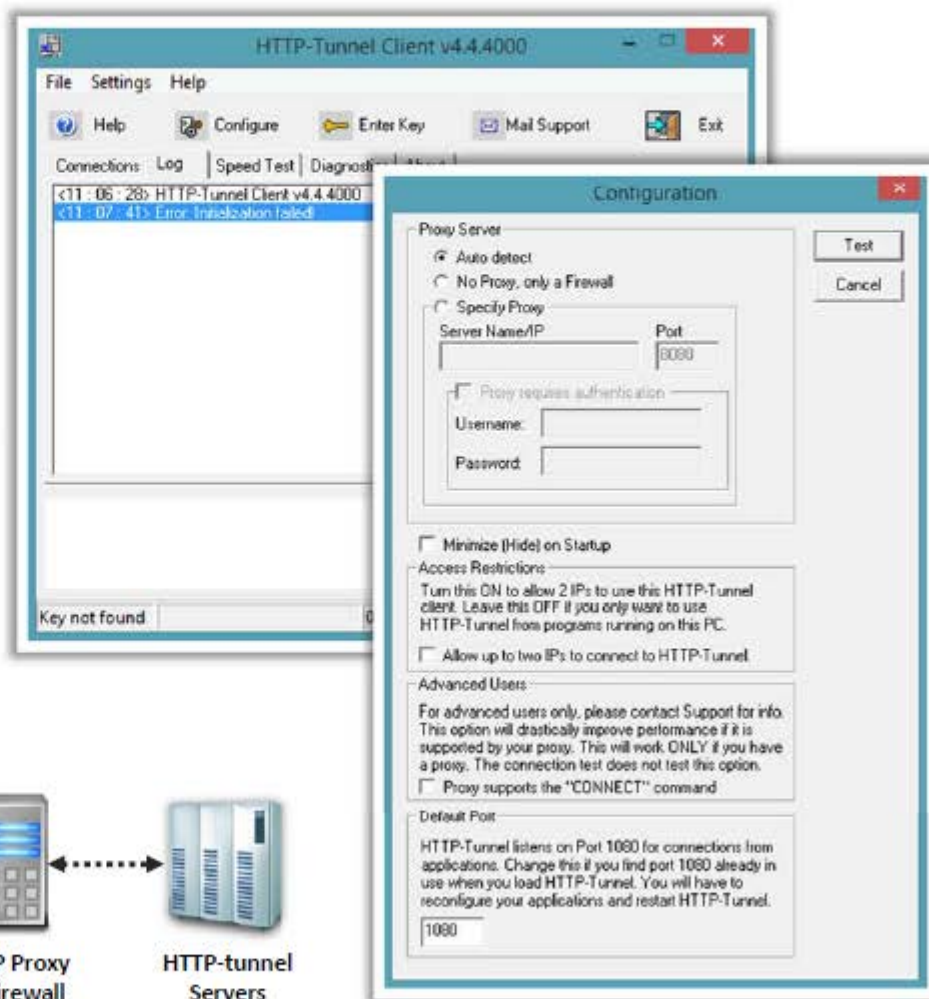 HTTP-Tunnel Client v4.4.4000
File Settings Help
Help Configure Enter Key Mail Support Exit
Connections Log Speed Test Diagnostics About
<11 : 06 : 28> HTTP-Tunnel Client v4.4.4000
<11 : 07 : 41> Error: Initialization failed!
Key not found
Configuration
Proxy Server
Auto detect
No Proxy, only a Firewall
Specify Proxy
Server Name/IP Port
8080
Proxy requires authentication
Username:
Password:
Test
Cancel
Minimize (Hide) on Startup
Access Restrictions
Turn this ON to allow 2 IPs to use this HTTP-Tunnel
client. Leave this OFF if you only want to use
HTTP-Tunnel from programs running on this PC.
Allow up to two IPs to connect to HTTP-Tunnel
Advanced Users
For advanced users only, please contact Support for info.
This option will drastically improve performance if it is
supported by your proxy. This will work ONLY if you have
a proxy. The connection test does not test this option.
Proxy supports the "CONNECT" command
Default Port
HTTP-Tunnel listens on Port 1080 for connections from
applications. Change this if you find port 1080 already in
use when you load HTTP-Tunnel. You will have to
reconfigure your applications and restart HTTP-Tunnel.
1080
P Proxy
irewall
HTTP-tunnel
Servers